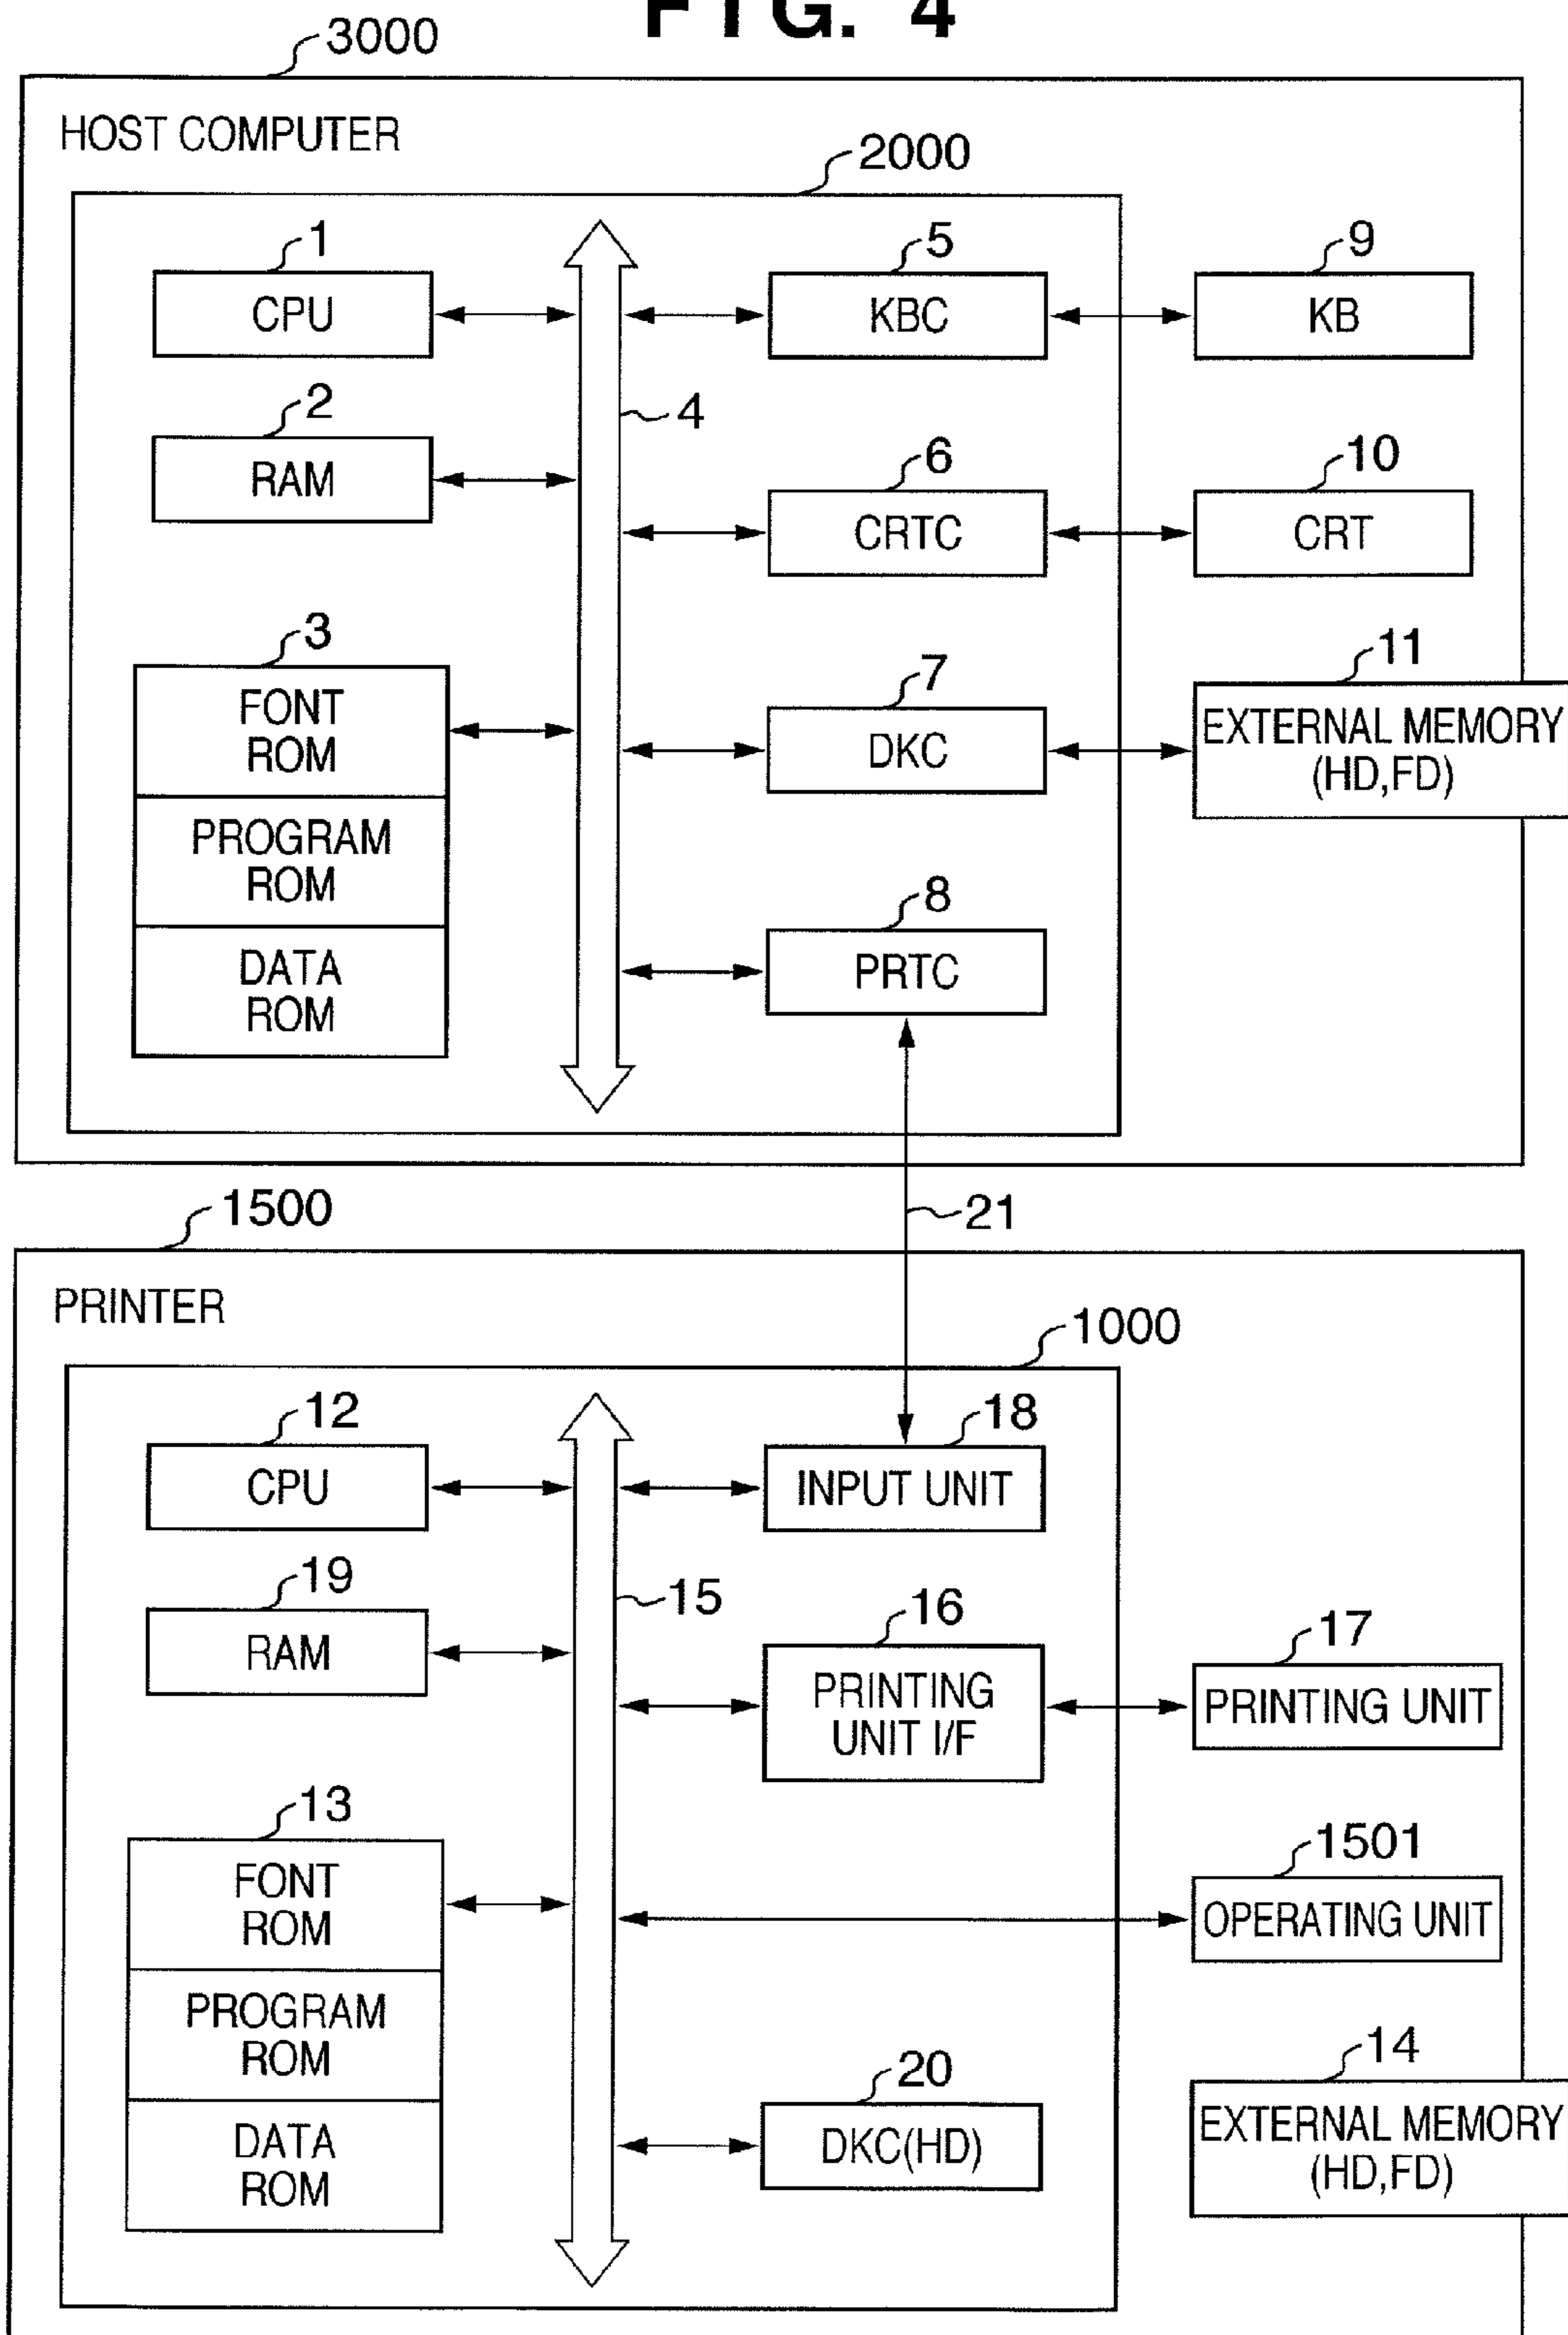 FIG. 4
3000
HOST COMPUTER
2000
1
CPU
5
KBC
9
KB
2
RAM
4
6
CRTC
10
CRT
3
FONT
ROM
PROGRAM
ROM
DATA
ROM
7
DKC
11
EXTERNAL MEMORY
(HD,FD)
8
PRTC
21
1500
PRINTER
1000
12
CPU
18
INPUT UNIT
19
RAM
15
16
PRINTING
UNIT I/F
17
PRINTING UNIT
13
FONT
ROM
PROGRAM
ROM
DATA
ROM
1501
OPERATING UNIT
20
DKC(HD)
14
EXTERNAL MEMORY
(HD,FD)